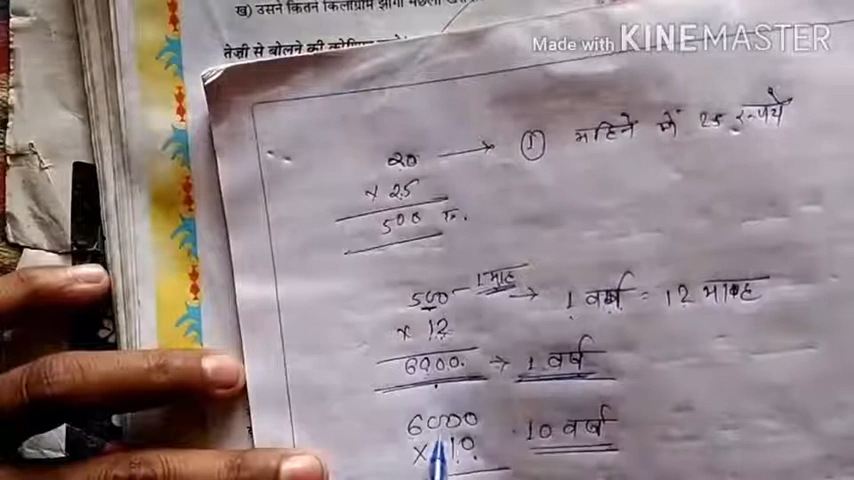 ख) उसने कितने किलोग्राम झींगा मछली
तेज़ी से बोलने की कोशिश करो
Made with KINEMASTER
20 → ① महिने में 25 रूपये
× 25
500 रु.
500 - 1 माह → 1 वर्ष = 12 माह
× 12
6000. → 1 वर्ष
6000 10 वर्ष
× 10